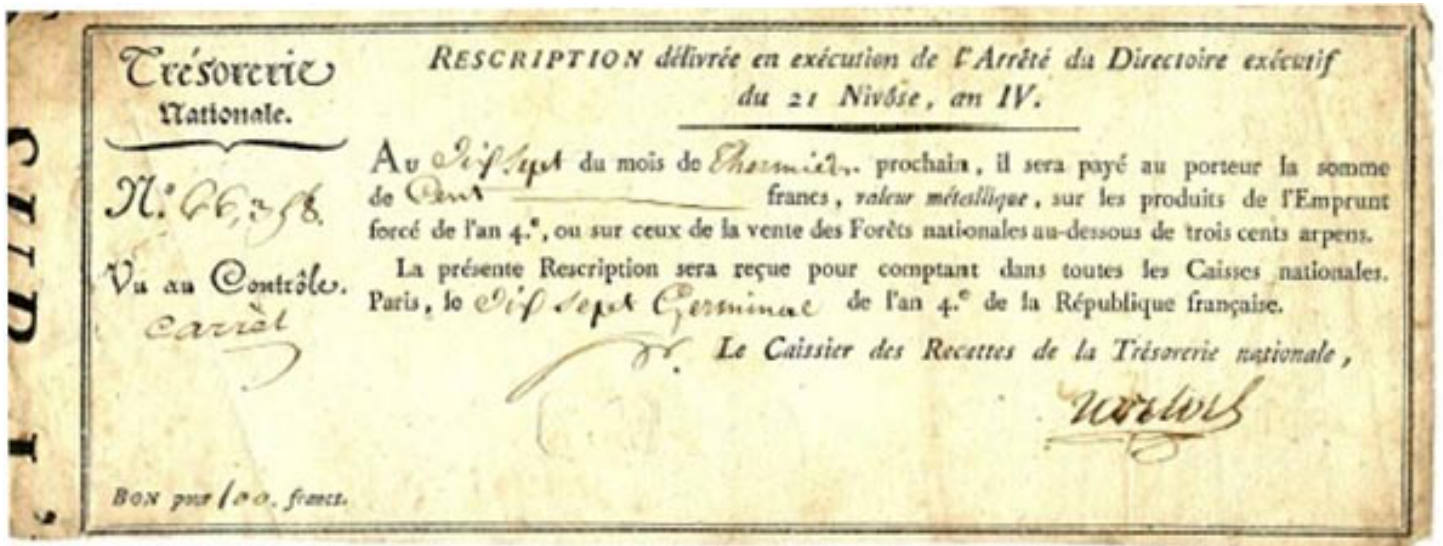 Trésorerie
Nationale.
N.º 66,358.
Vu au Contrôle.
Carrèt
RESCRIPTION délivrée en exécution de l'Arrêté du Directoire exécutif
du 21 Nivôse, an IV.
Au Dix sept du mois de Thermidor prochain, il sera payé au porteur la somme
de Cent francs, valeur métallique, sur les produits de l'Emprunt
forcé de l'an 4.e, ou sur ceux de la vente des Forêts nationales au-dessous de trois cents arpens.
La présente Rescription sera reçue pour comptant dans toutes les Caisses nationales.
Paris, le Dix sept Germinal de l'an 4.e de la République française.
Le Caissier des Recettes de la Trésorerie nationale,
BON pour 100. francs.